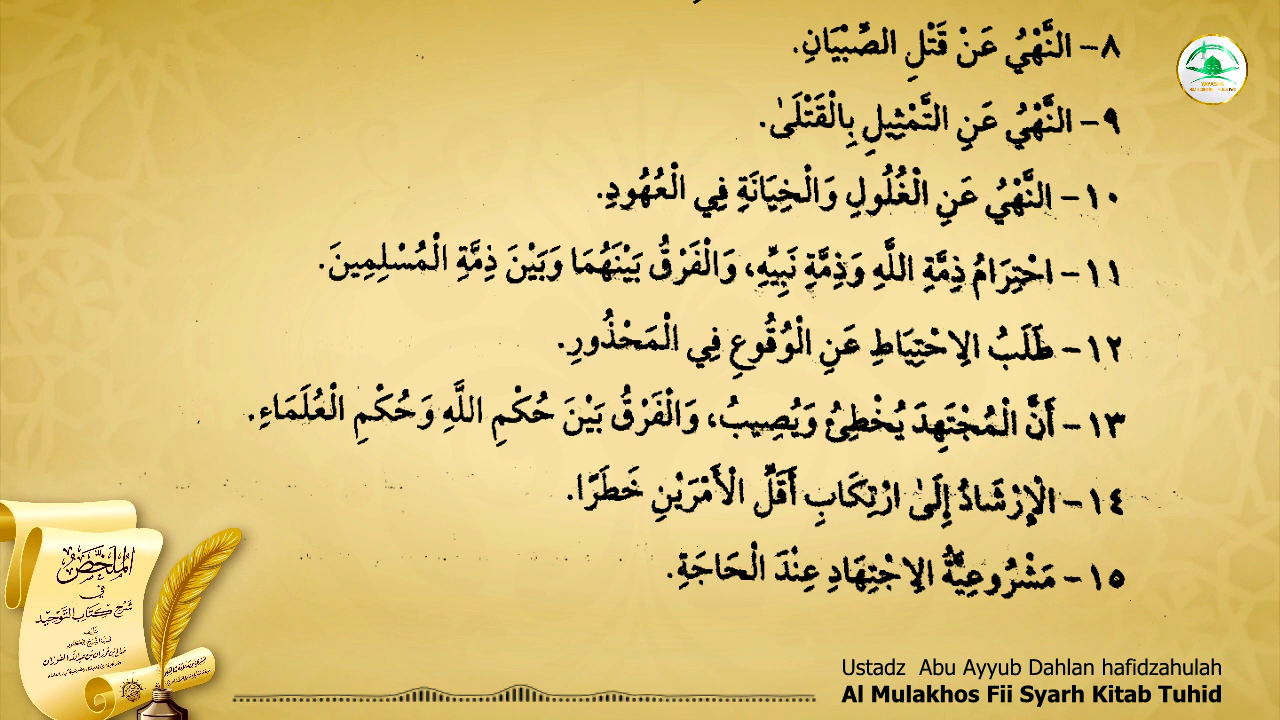 ٨- النَّهْيُ عَنْ قَتْلِ الصِّبْيَانِ.
٩- النَّهْيُ عَنِ التَّمْثِيلِ بِالْقَتْلَىٰ.
١٠- النَّهْيُ عَنِ الْغُلُولِ وَالْخِيَانَةِ فِي الْعُهُودِ.
١١- احْتِرَامُ ذِمَّةِ اللَّهِ وَذِمَّةِ نَبِيِّهِ، وَالْفَرْقُ بَيْنَهُمَا وَبَيْنَ ذِمَّةِ الْمُسْلِمِينَ.
١٢- طَلَبُ الِاحْتِيَاطِ عَنِ الْوُقُوعِ فِي الْمَحْذُورِ.
١٣- أَنَّ الْمُجْتَهِدَ يُخْطِئُ وَيُصِيبُ، وَالْفَرْقُ بَيْنَ حُكْمِ اللَّهِ وَحُكْمِ الْعُلَمَاءِ.
١٤- الْإِرْشَادُ إِلَىٰ ارْتِكَابِ أَقَلِّ الْأَمْرَيْنِ خَطَرًا.
١٥- مَشْرُوعِيَّةُ الِاجْتِهَادِ عِنْدَ الْحَاجَةِ.
الملخص
في
شرح كتاب التوحيد
Ustadz Abu Ayyub Dahlan hafidzahulah
Al Mulakhos Fii Syarh Kitab Tuhid